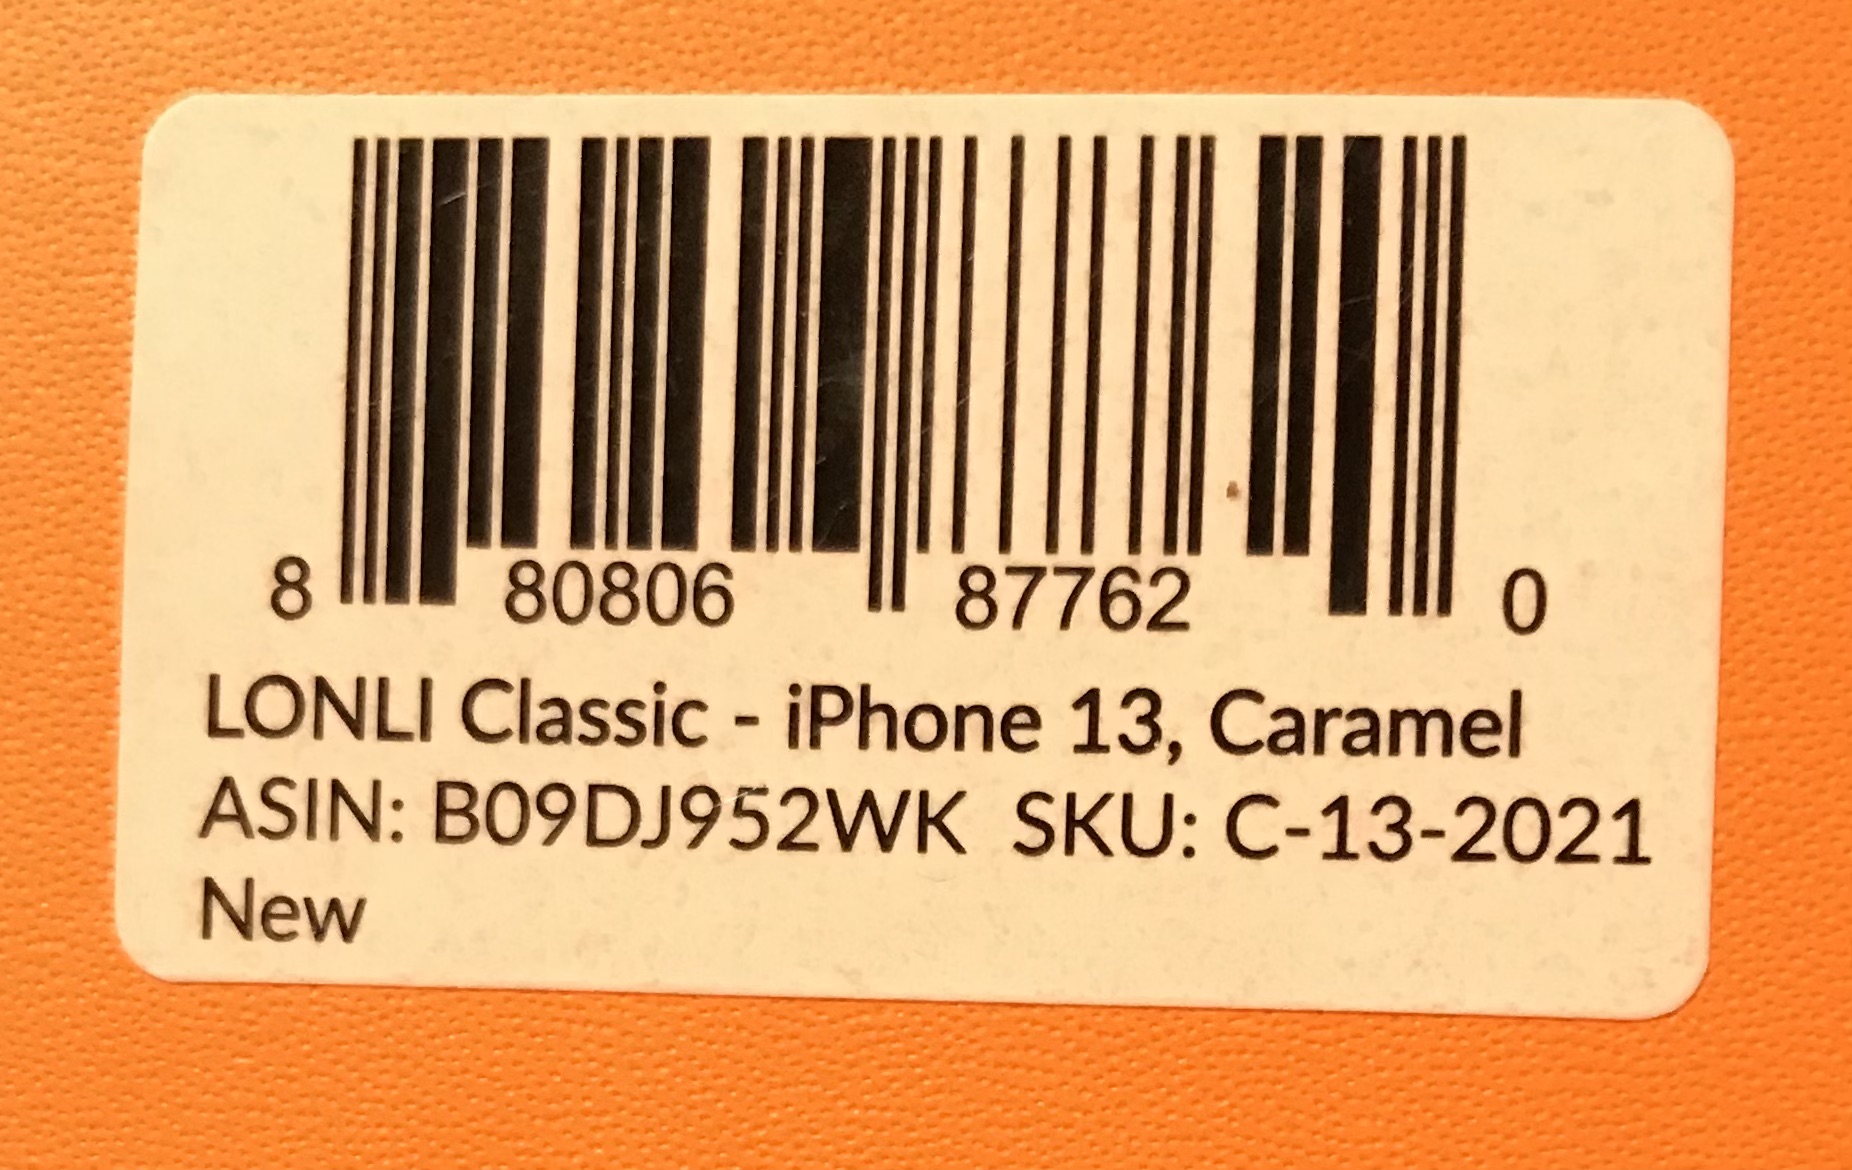 8 80806 87762 0
LONLI Classic - iPhone 13, Caramel
ASIN: B09DJ952WK SKU: C-13-2021
New